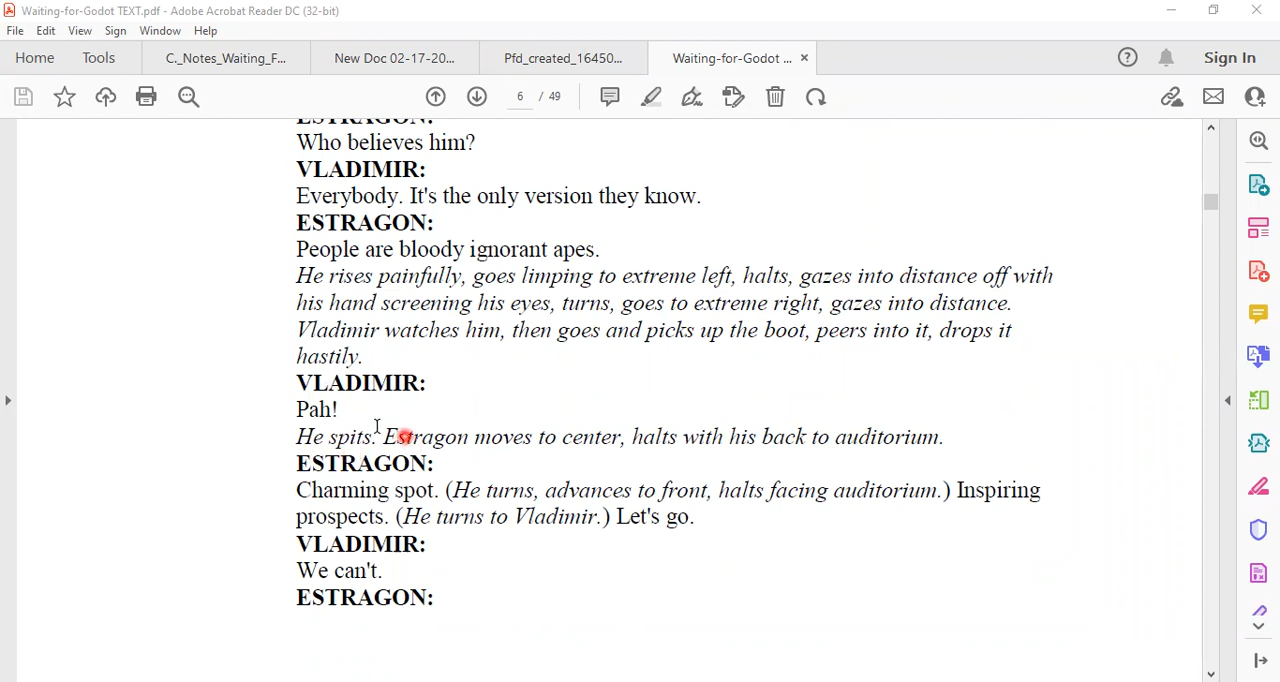 Waiting-for-Godot TEXT.pdf - Adobe Acrobat Reader DC (32-bit)
File Edit View Sign Window Help
Home Tools C._Notes_Waiting_F... New Doc 02-17-20... Pfd_created_16450... Waiting-for-Godot ... × Sign In
6 / 49
ESTRAGON:
Who believes him?
VLADIMIR:
Everybody. It's the only version they know.
ESTRAGON:
People are bloody ignorant apes.
He rises painfully, goes limping to extreme left, halts, gazes into distance off with
his hand screening his eyes, turns, goes to extreme right, gazes into distance.
Vladimir watches him, then goes and picks up the boot, peers into it, drops it
hastily.
VLADIMIR:
Pah!
He spits. Estragon moves to center, halts with his back to auditorium.
ESTRAGON:
Charming spot. (He turns, advances to front, halts facing auditorium.) Inspiring
prospects. (He turns to Vladimir.) Let's go.
VLADIMIR:
We can't.
ESTRAGON: